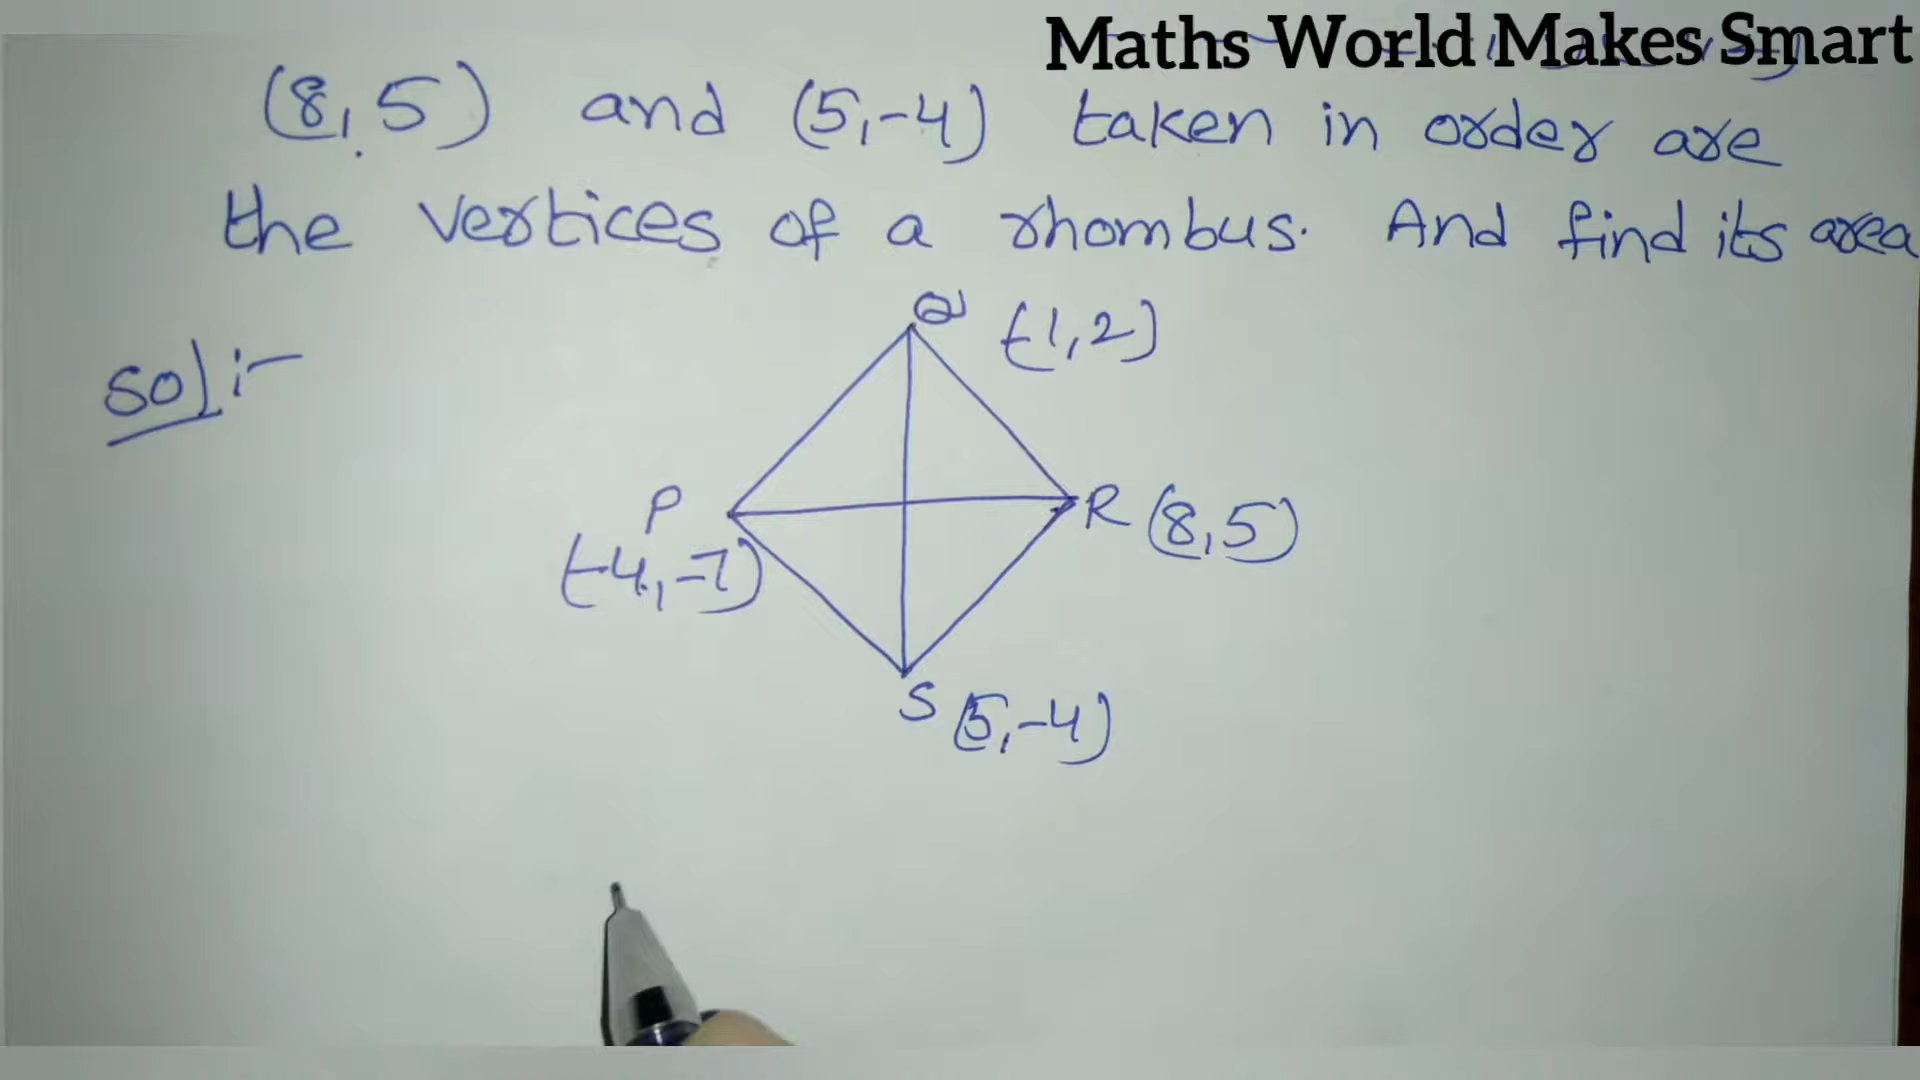 Maths World Makes Smart
(8,5) and (5,-4) taken in order are
the vertices of a rhombus. And find its area
Q (-1,2)
Sol:-
P
R (8,5)
(-4,-7)
S (5,-4)